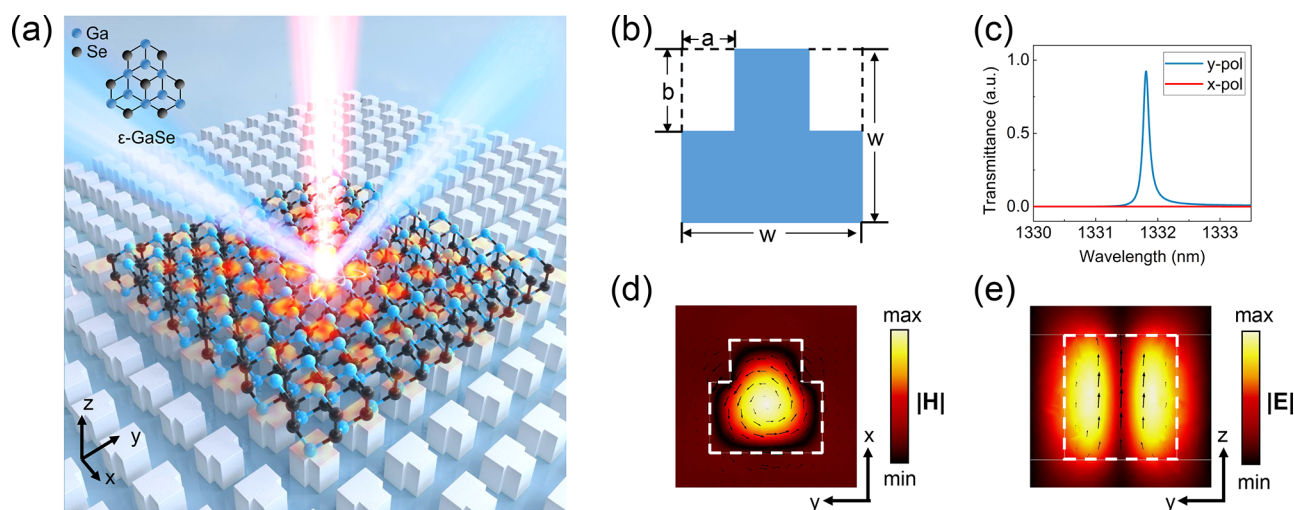 (a)
Ga
Se
ε-GaSe
z
y
x
(b)
a
b
w
w
(c)
Transmittance (a.u.)
1.0
0.5
0.0
y-pol
x-pol
1330
1331
1332
1333
Wavelength (nm)
(d)
max
|H|
min
x
y
(e)
max
|E|
min
z
y